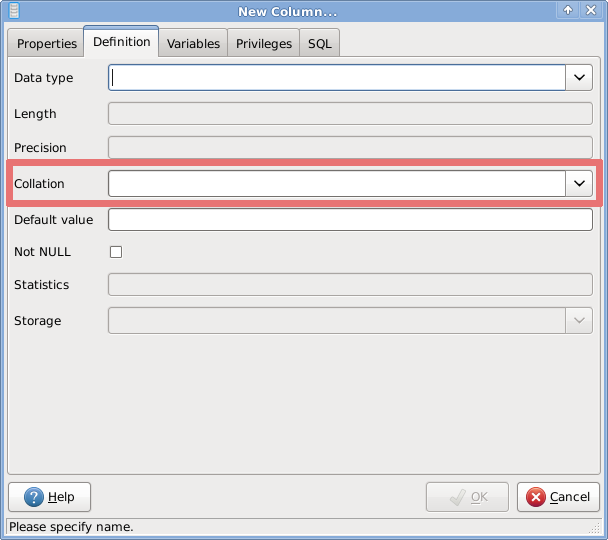 New Column...
Properties Definition Variables Privileges SQL
Data type
Length
Precision
Collation
Default value
Not NULL
Statistics
Storage
Help OK Cancel
Please specify name.